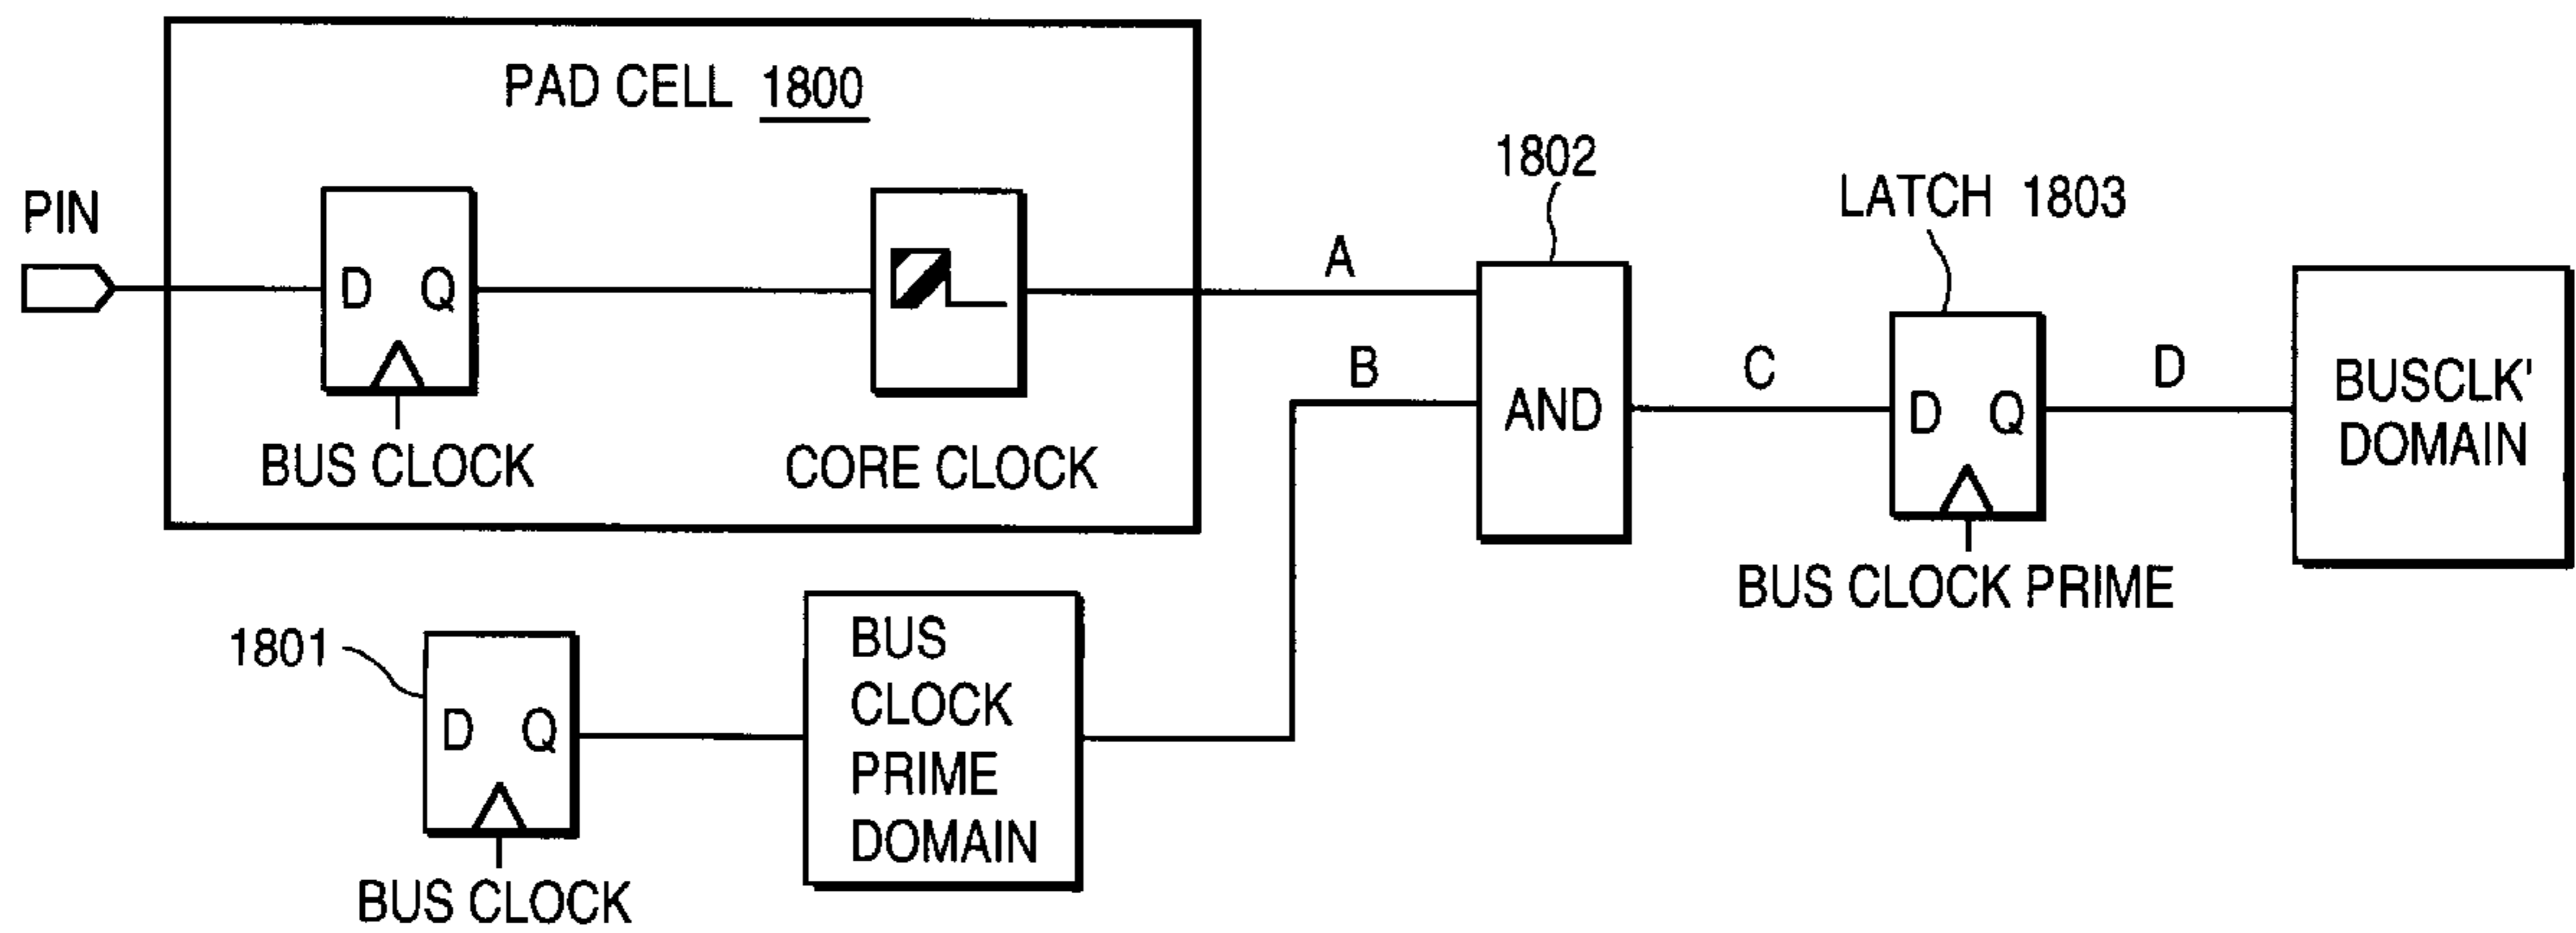 PAD CELL 1800
PIN
D Q
BUS CLOCK
CORE CLOCK
A
B
1802
AND
C
LATCH 1803
D Q
BUS CLOCK PRIME
D
BUSCLK'
DOMAIN
1801
D Q
BUS CLOCK
BUS
CLOCK
PRIME
DOMAIN